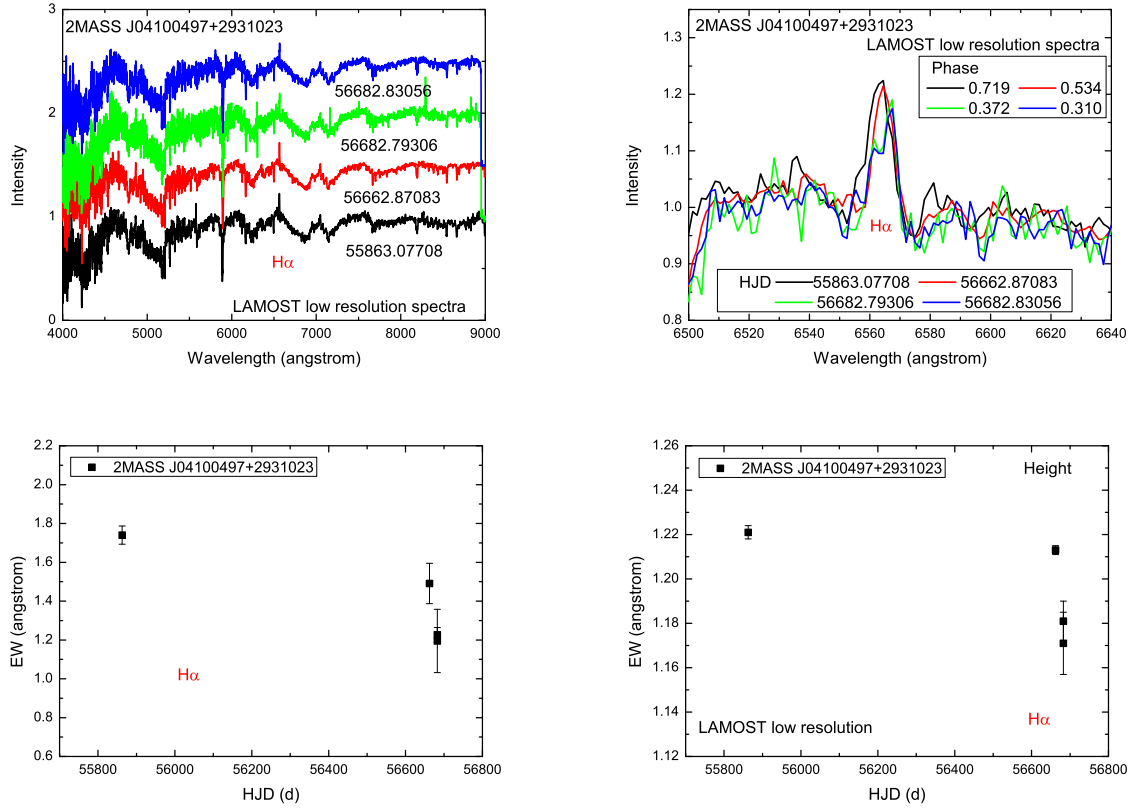 2MASS J04100497+2931023
56682.83056
56682.79306
56662.87083
55863.07708
Hα
LAMOST low resolution spectra
3
2
1
0
Intensity
4000 5000 6000 7000 8000 9000
Wavelength (angstrom)
2MASS J04100497+2931023
LAMOST low resolution spectra
Phase
0.719 0.534
0.372 0.310
Hα
HJD 55863.07708 56662.87083
56682.79306 56682.83056
1.3
1.2
1.1
1.0
0.9
0.8
Intensity
6500 6520 6540 6560 6580 6600 6620 6640
Wavelength (angstrom)
2MASS J04100497+2931023
Hα
2.2
2.0
1.8
1.6
1.4
1.2
1.0
0.8
0.6
EW (angstrom)
55800 56000 56200 56400 56600 56800
HJD (d)
2MASS J04100497+2931023
Height
Hα
LAMOST low resolution
1.26
1.24
1.22
1.20
1.18
1.16
1.14
1.12
EW (angstrom)
55800 56000 56200 56400 56600 56800
HJD (d)